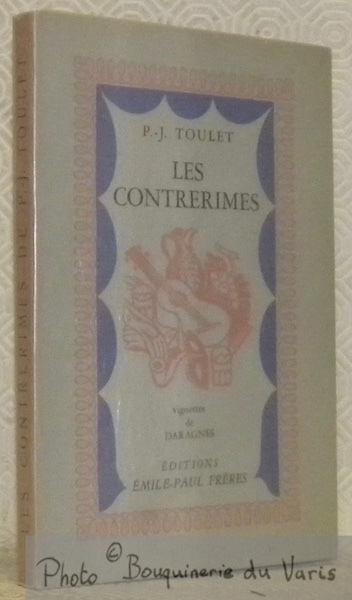 P.-J. TOULET
LES
CONTRERIMES
vignettes
de
DARAGNÈS
ÉDITIONS
ÉMILE-PAUL FRÈRES
LES CONTRERIMES DE P.-J. TOULET
Photo © Bouquinerie du Varis